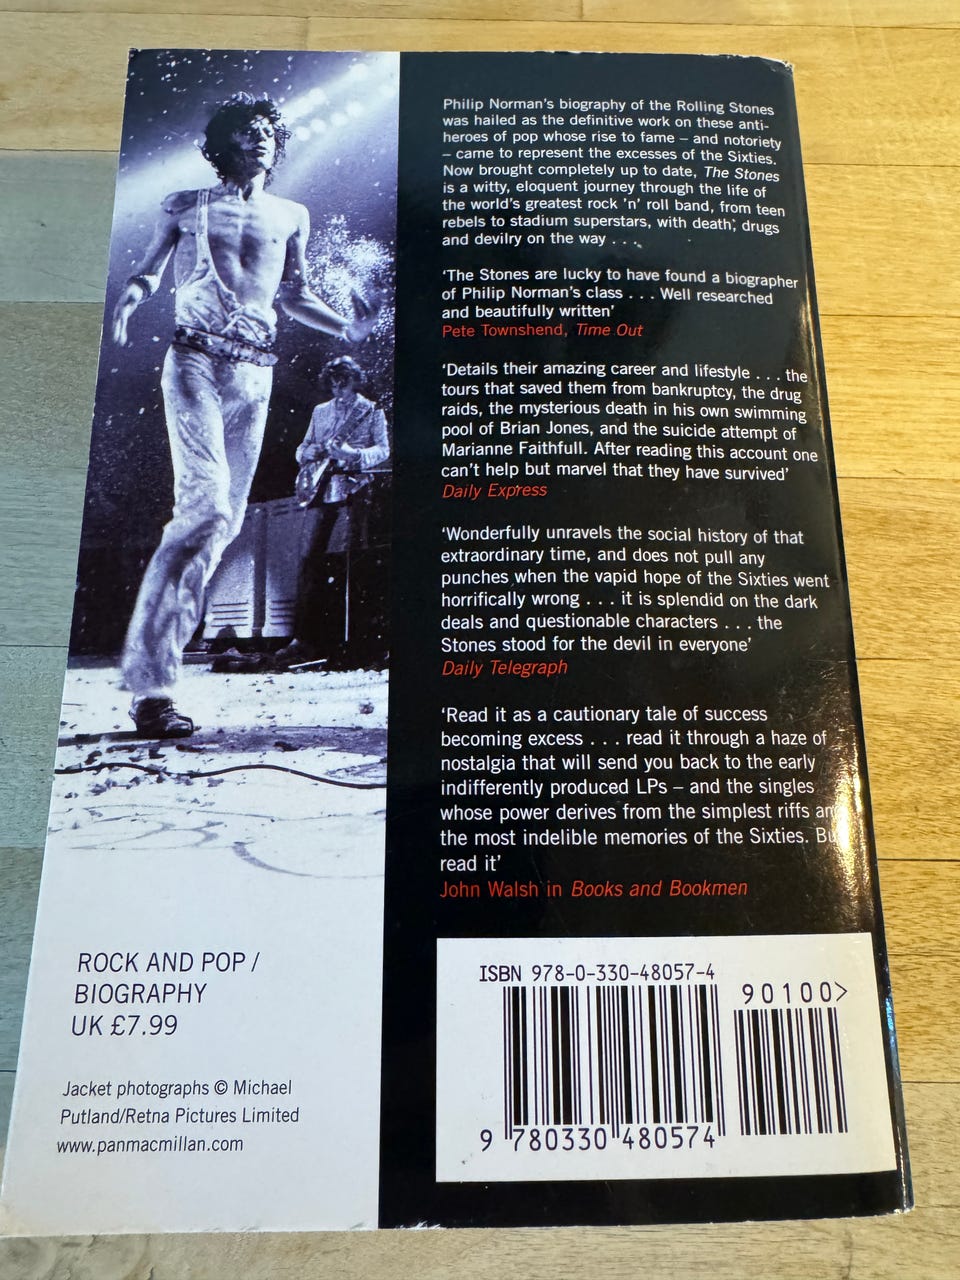 Philip Norman's biography of the Rolling Stones
was hailed as the definitive work on these anti-
heroes of pop whose rise to fame – and notoriety
– came to represent the excesses of the Sixties.
Now brought completely up to date, The Stones
is a witty, eloquent journey through the life of
the world's greatest rock 'n' roll band, from teen
rebels to stadium superstars, with death, drugs
and devilry on the way . . .
'The Stones are lucky to have found a biographer
of Philip Norman's class . . . Well researched
and beautifully written'
Pete Townshend, Time Out
'Details their amazing career and lifestyle . . . the
tours that saved them from bankruptcy, the drug
raids, the mysterious death in his own swimming
pool of Brian Jones, and the suicide attempt of
Marianne Faithfull. After reading this account one
can't help but marvel that they have survived'
Daily Express
'Wonderfully unravels the social history of that
extraordinary time, and does not pull any
punches when the vapid hope of the Sixties went
horrifically wrong . . . it is splendid on the dark
deals and questionable characters . . . the
Stones stood for the devil in everyone'
Daily Telegraph
'Read it as a cautionary tale of success
becoming excess . . . read it through a haze of
nostalgia that will send you back to the early
indifferently produced LPs – and the singles
whose power derives from the simplest riffs and
the most indelible memories of the Sixties. But
read it'
John Walsh in Books and Bookmen
ROCK AND POP /
BIOGRAPHY
UK £7.99
Jacket photographs © Michael
Putland/Retna Pictures Limited
www.panmacmillan.com
ISBN 978-0-330-48057-4
90100>
9 780330 480574